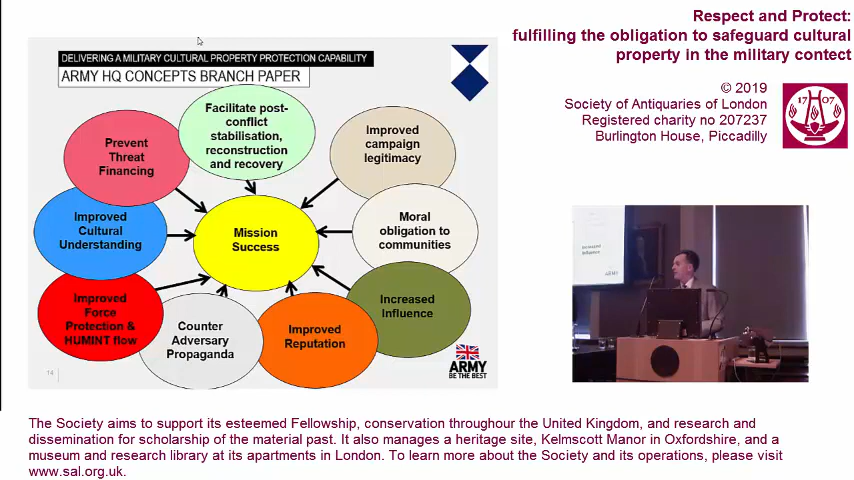 Respect and Protect:
fulfilling the obligation to safeguard cultural
property in the military contect
© 2019
Society of Antiquaries of London
Registered charity no 207237
Burlington House, Piccadilly
17 07
DELIVERING A MILITARY CULTURAL PROPERTY PROTECTION CAPABILITY
ARMY HQ CONCEPTS BRANCH PAPER
Facilitate post-
conflict
stabilisation,
reconstruction
and recovery
Prevent
Threat
Financing
Improved
campaign
legitimacy
Improved
Cultural
Understanding
Mission
Success
Moral
obligation to
communities
Improved
Force
Protection &
HUMINT flow
Counter
Adversary
Propaganda
Improved
Reputation
Increased
Influence
14
ARMY
BE THE BEST
Increased
Influence
ARMY
The Society aims to support its esteemed Fellowship, conservation throughour the United Kingdom, and research and
dissemination for scholarship of the material past. It also manages a heritage site, Kelmscott Manor in Oxfordshire, and a
museum and research library at its apartments in London. To learn more about the Society and its operations, please visit
www.sal.org.uk.